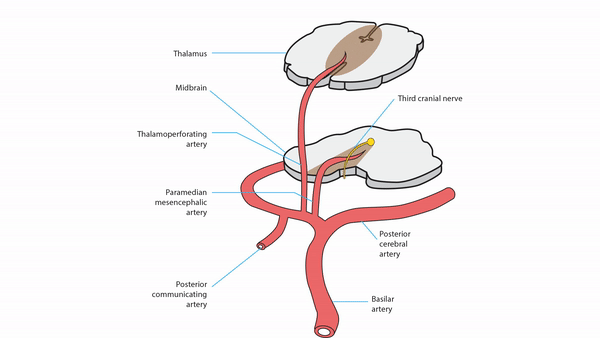 Thalamus
Midbrain
Third cranial nerve
Thalamoperforating
artery
Paramedian
mesencephalic
artery
Posterior
cerebral
artery
Posterior
communicating
artery
Basilar
artery